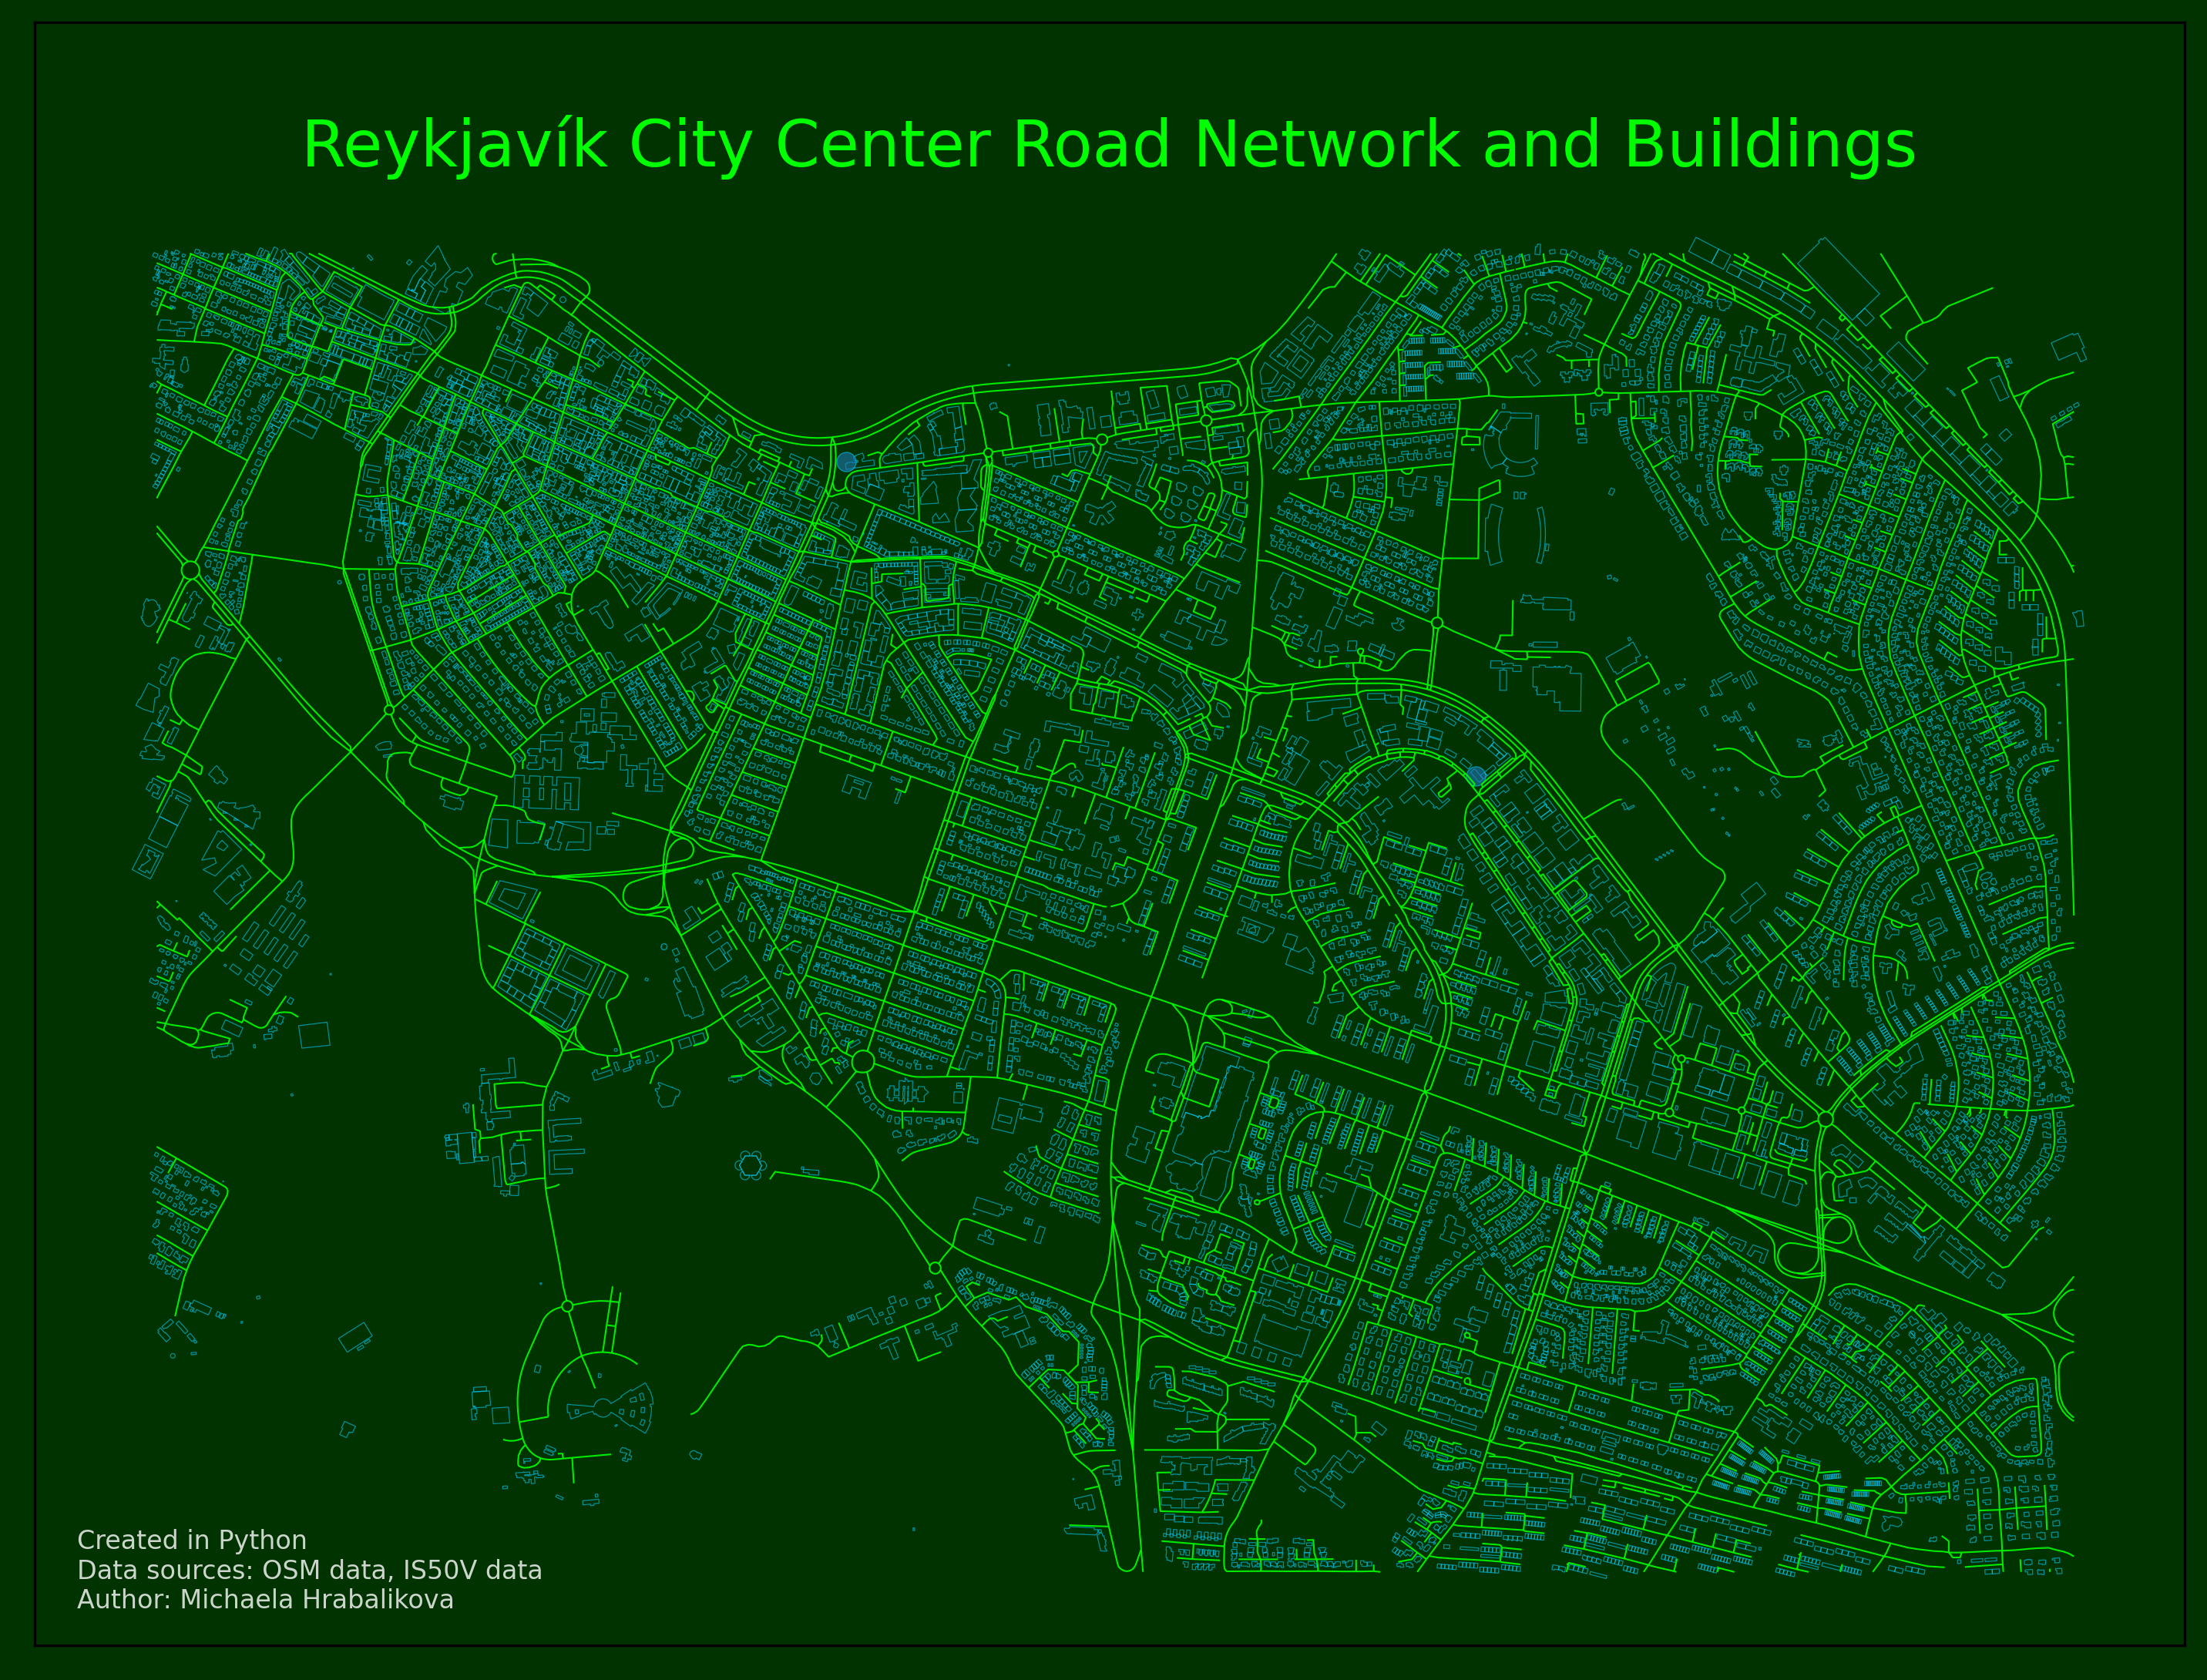 Reykjavík City Center Road Network and Buildings
Created in Python
Data sources: OSM data, IS50V data
Author: Michaela Hrabalikova